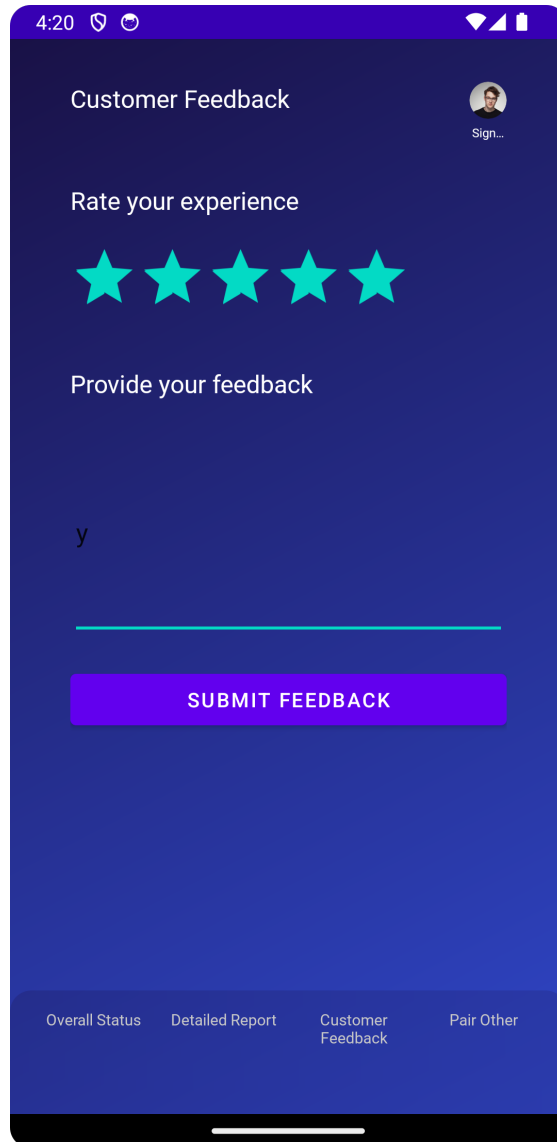 4:20
Customer Feedback
Sign…
Rate your experience
Provide your feedback
y
SUBMIT FEEDBACK
Overall Status
Detailed Report
Customer
Feedback
Pair Other